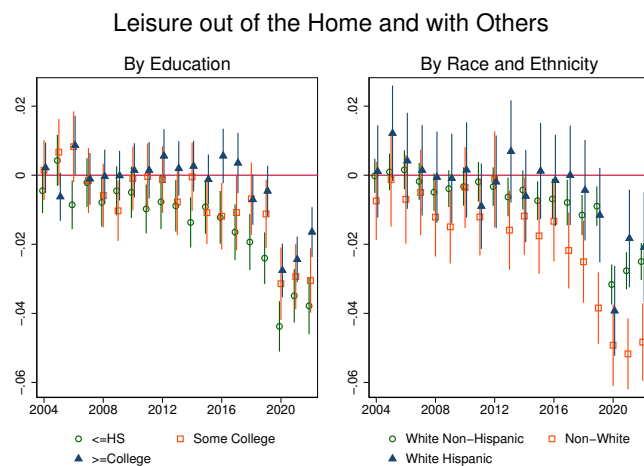 Leisure out of the Home and with Others
By Education
By Race and Ethnicity
.02
0
-.02
-.04
-.06
2004 2008 2012 2016 2020
.02
0
-.02
-.04
-.06
2004 2008 2012 2016 2020
<=HS Some College
>=College
White Non-Hispanic Non-White
White Hispanic